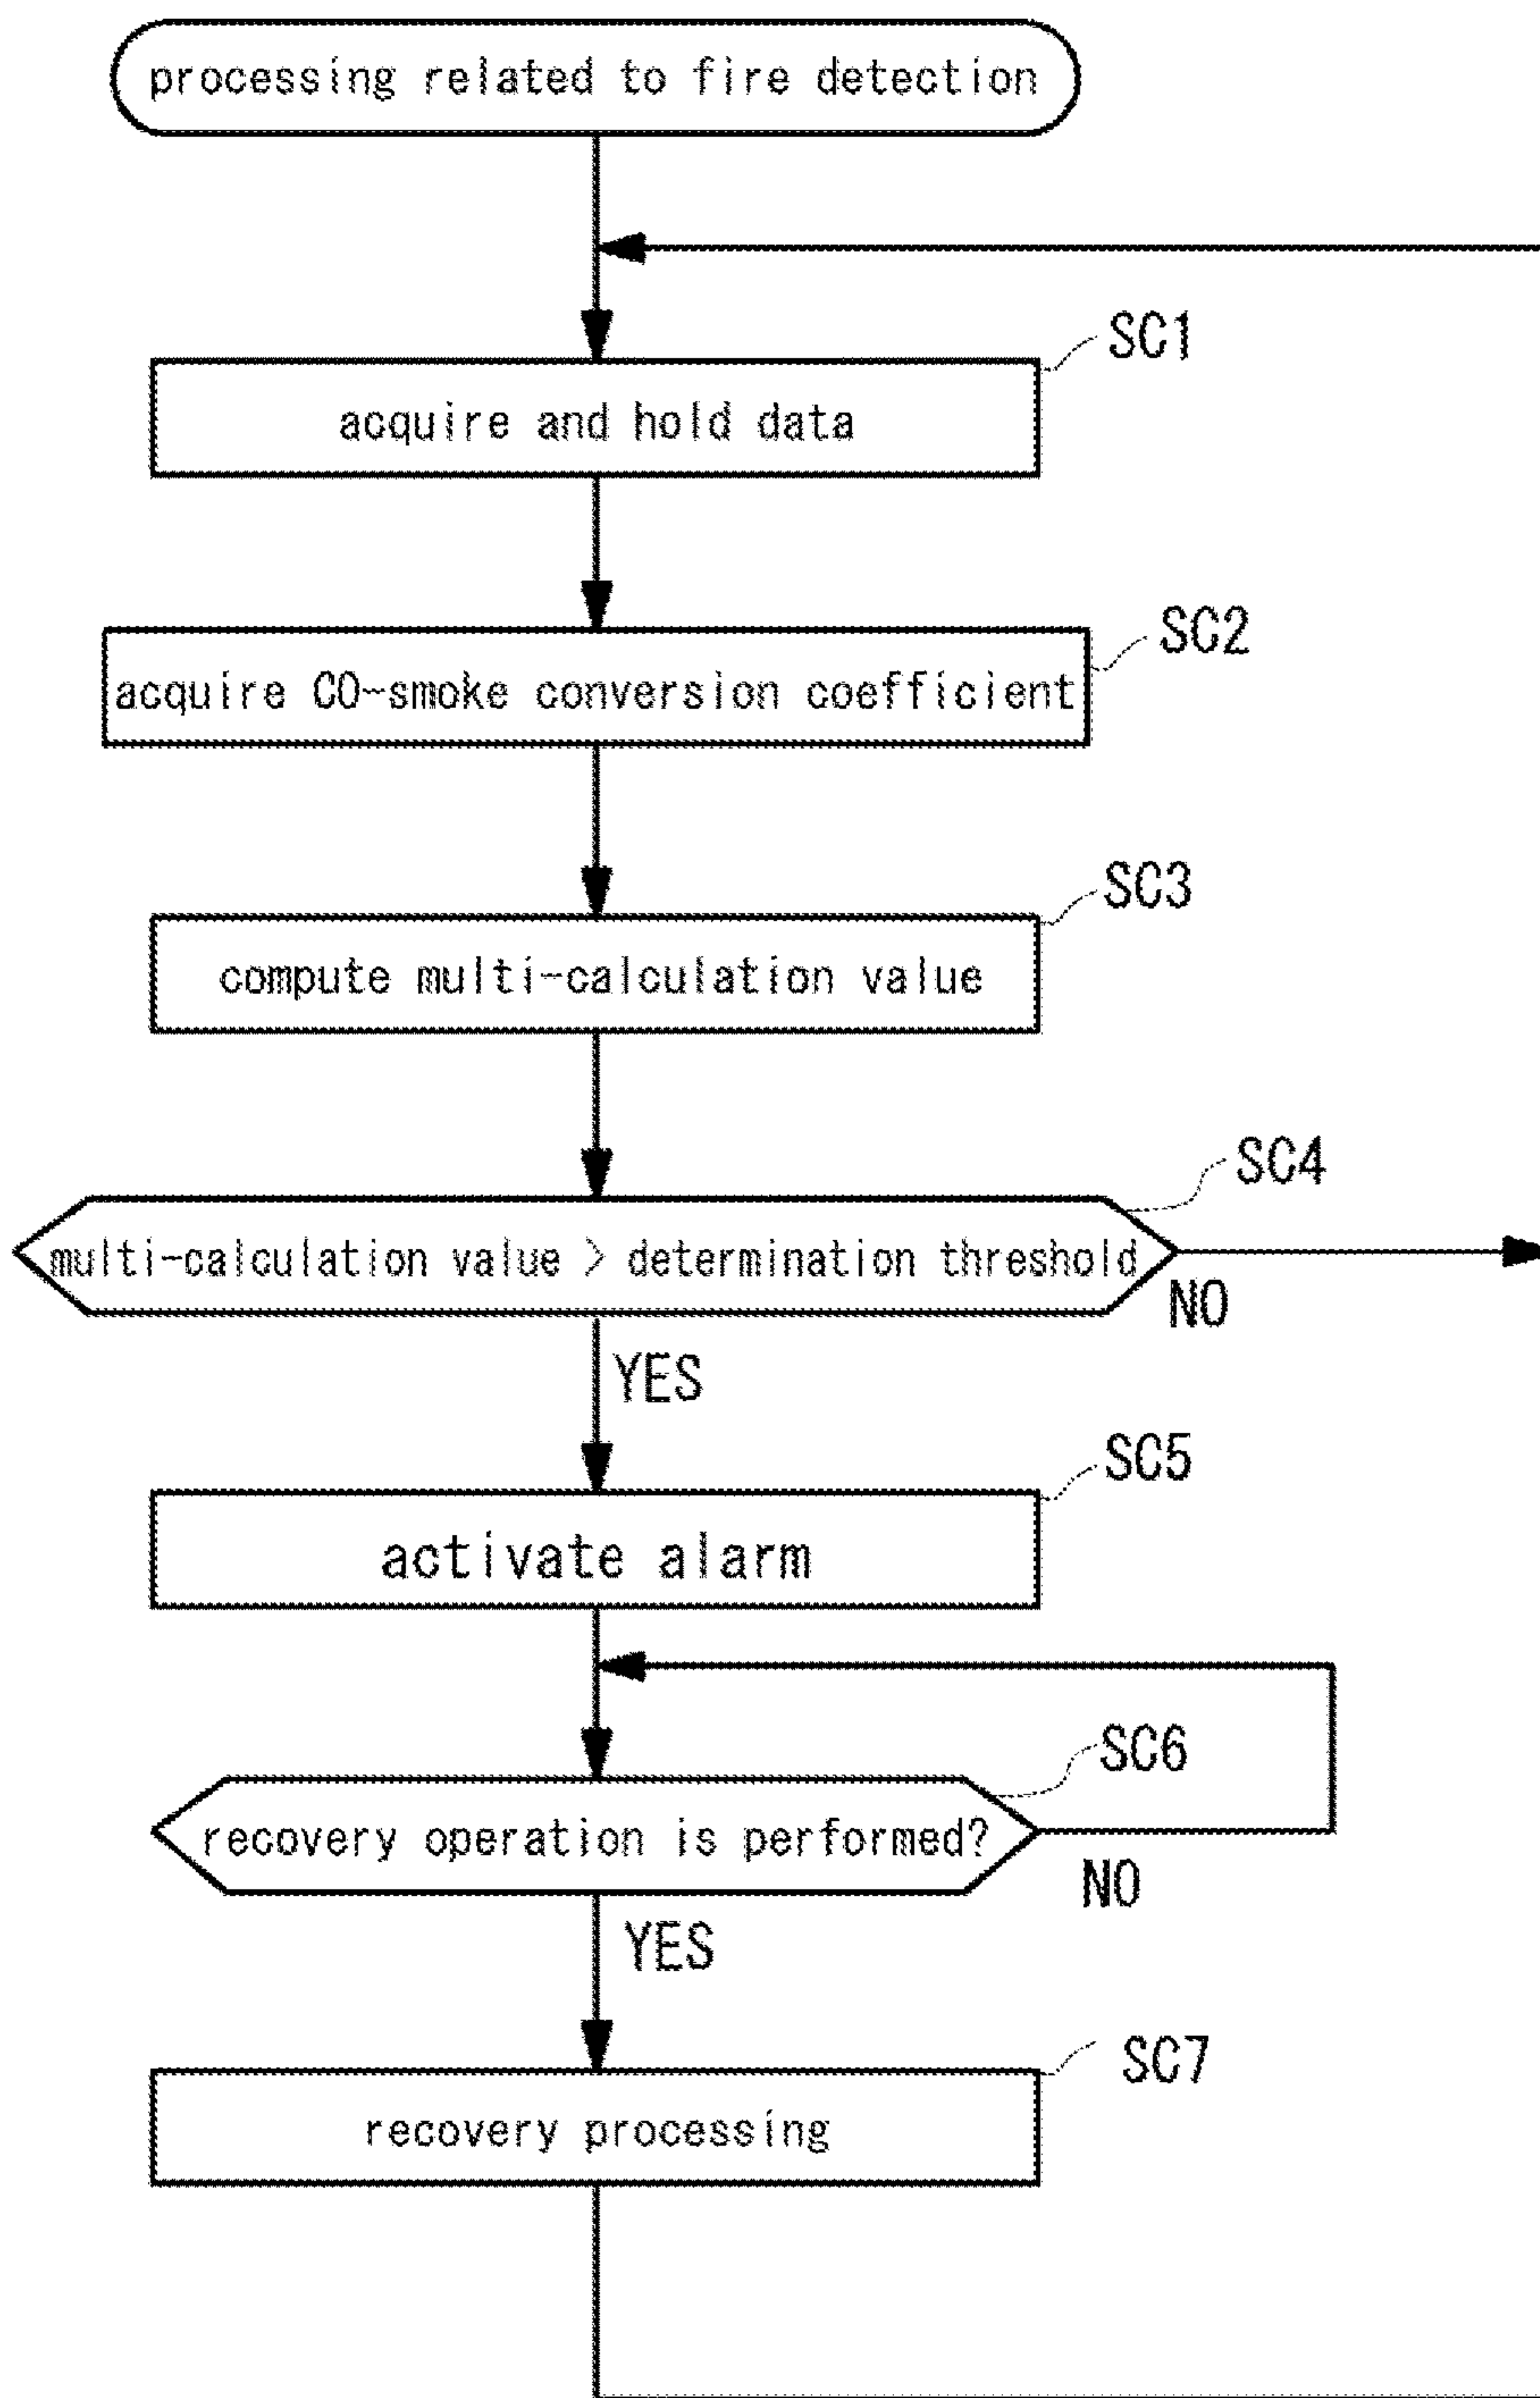 processing related to fire detection
SC1
acquire and hold data
SC2
acquire CO-smoke conversion coefficient
SC3
compute multi-calculation value
SC4
multi-calculation value > determination threshold
NO
YES
SC5
activate alarm
SC6
recovery operation is performed?
NO
YES
SC7
recovery processing